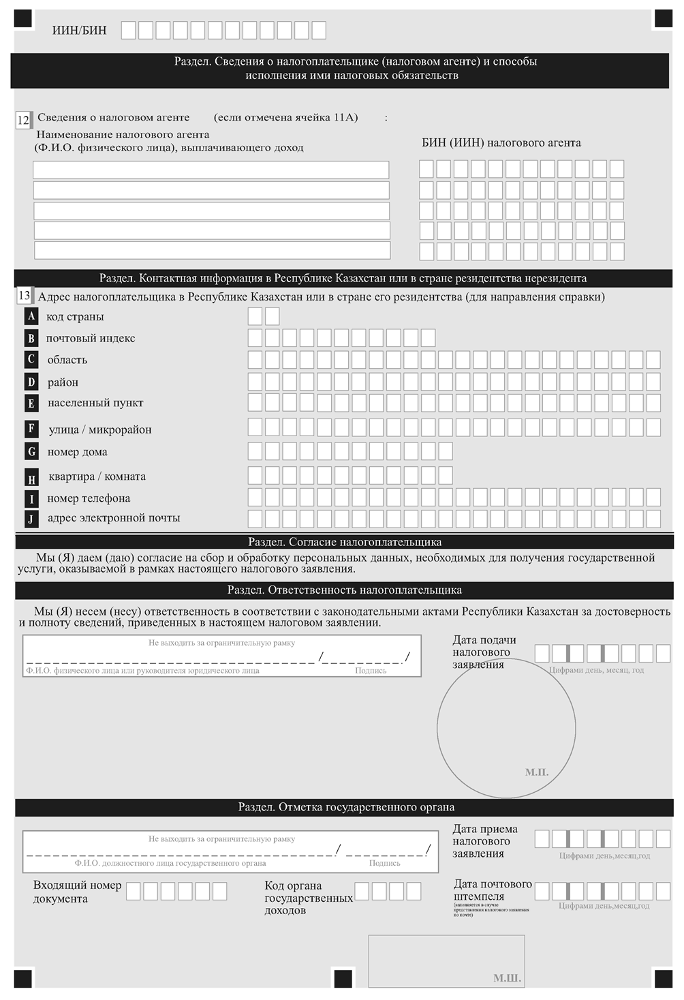 ИИН/БИН
Раздел. Сведения о налогоплательщике (налоговом агенте) и способы
исполнения ими налоговых обязательств
12 Сведения о налоговом агенте (если отмечена ячейка 11А) :
Наименование налогового агента
(Ф.И.О. физического лица), выплачивающего доход
БИН (ИИН) налогового агента
Раздел. Контактная информация в Республике Казахстан или в стране резидентства нерезидента
13 Адрес налогоплательщика в Республике Казахстан или в стране его резидентства (для направления справки)
A код страны
B почтовый индекс
C область
D район
E населенный пункт
F улица / микрорайон
G номер дома
H квартира / комната
I номер телефона
J адрес электронной почты
Раздел. Согласие налогоплательщика
Мы (Я) даем (даю) согласие на сбор и обработку персональных данных, необходимых для получения государственной
услуги, оказываемой в рамках настоящего налогового заявления.
Раздел. Ответственность налогоплательщика
Мы (Я) несем (несу) ответственность в соответствии с законодательными актами Республики Казахстан за достоверность
и полноту сведений, приведенных в настоящем налоговом заявлении.
Не выходить за ограничительную рамку
/ /
Ф.И.О. физического лица или руководителя юридического лица Подпись
Дата подачи
налогового
заявления
Цифрами день, месяц, год
М.П.
Раздел. Отметка государственного органа
Не выходить за ограничительную рамку
/ /
Ф.И.О. должностного лица государственного органа Подпись
Дата приема
налогового
заявления
Цифрами день,месяц,год
Входящий номер
документа
Код органа
государственных
доходов
Дата почтового
штемпеля
(заполняется в случае
представления налогового заявления
по почте)
Цифрами день,месяц,год
М.Ш.